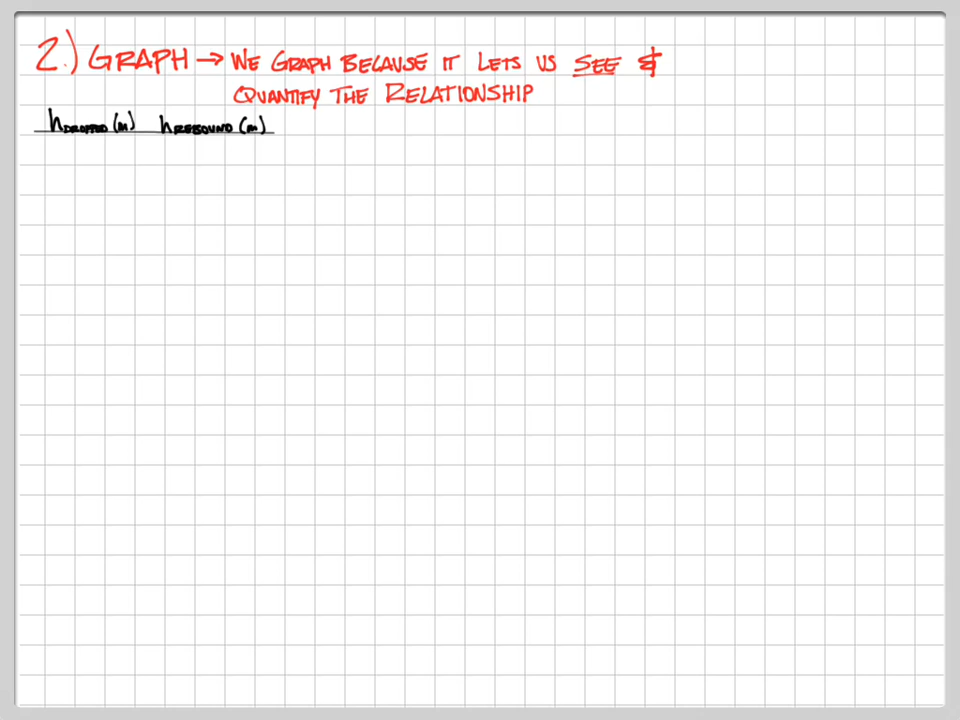 2.) GRAPH → WE GRAPH BECAUSE IT LETS US SEE &
QUANTIFY THE RELATIONSHIP
hDROPPED (m) hREBOUND (m)